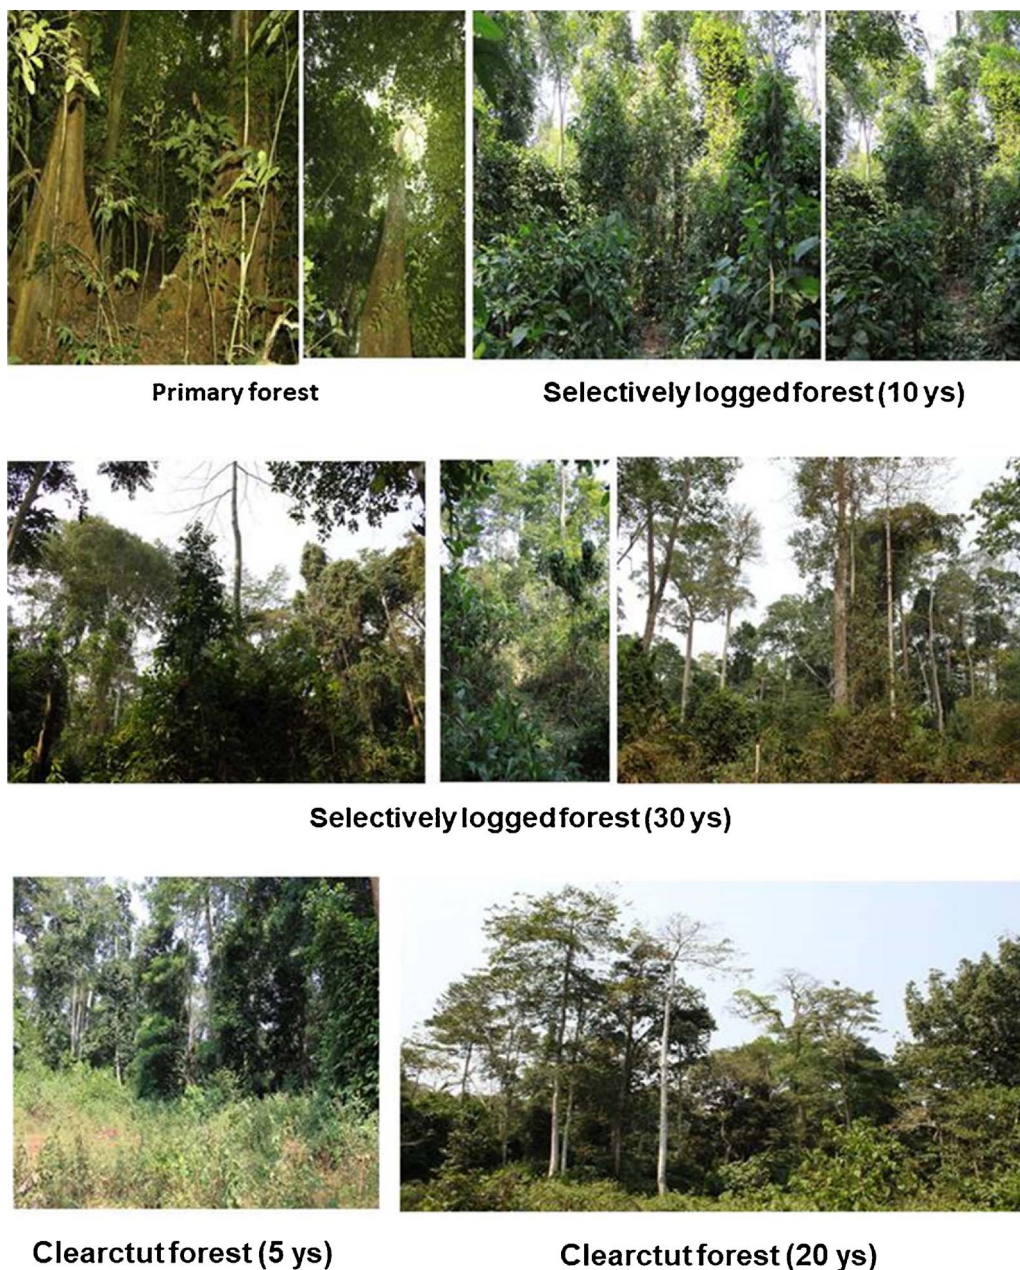 Primary forest
Selectively logged forest (10 ys)
Selectively logged forest (30 ys)
Clearctut forest (5 ys)
Clearctut forest (20 ys)